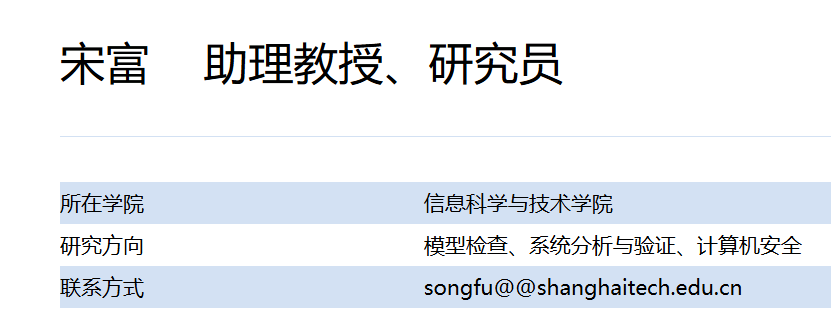 宋富 助理教授、研究员
所在学院 信息科学与技术学院
研究方向 模型检查、系统分析与验证、计算机安全
联系方式 songfu@@shanghaitech.edu.cn